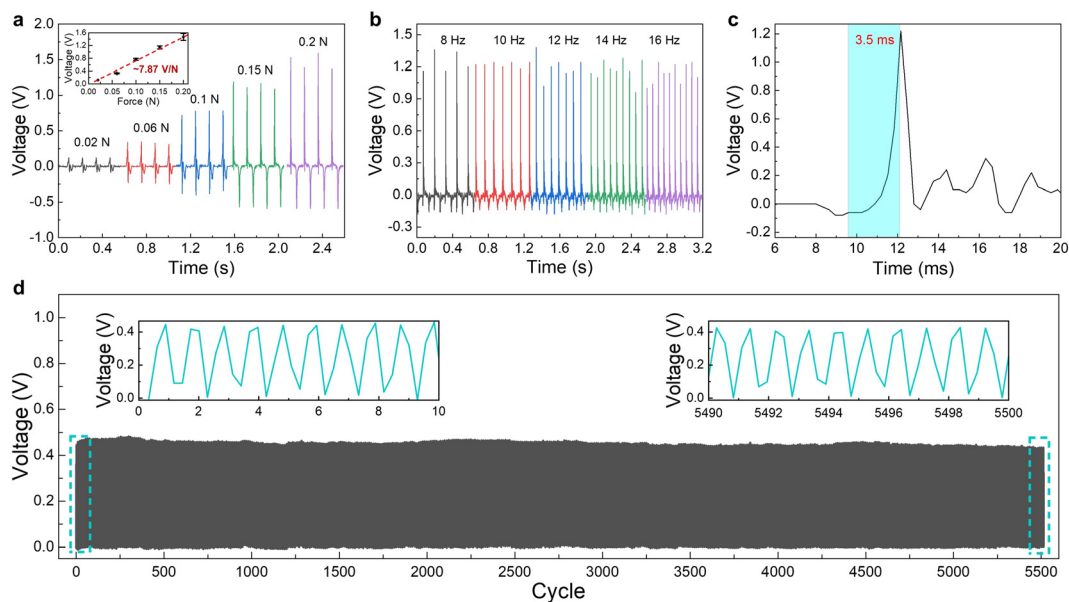 a
2.0
1.5
1.0
0.5
0.0
-0.5
-1.0
Voltage (V)
0.0 0.4 0.8 1.2 1.6 2.0 2.4
Time (s)
0.02 N
0.06 N
0.1 N
0.15 N
0.2 N
1.6
1.2
0.8
0.4
0.0
Voltage (V)
~7.87 V/N
0.00 0.05 0.10 0.15 0.20
Force (N)
b
1.5
1.2
0.9
0.6
0.3
0.0
-0.3
Voltage (V)
8 Hz 10 Hz 12 Hz 14 Hz 16 Hz
0.0 0.4 0.8 1.2 1.6 2.0 2.4 2.8 3.2
Time (s)
c
1.2
1.0
0.8
0.6
0.4
0.2
0.0
-0.2
Voltage (V)
3.5 ms
6 8 10 12 14 16 18 20
Time (ms)
d
1.0
0.8
0.6
0.4
0.2
0.0
Voltage (V)
0.4
0.2
0.0
Voltage (V)
0 2 4 6 8 10
0.4
0.2
0.0
Voltage (V)
5490 5492 5494 5496 5498 5500
0 500 1000 1500 2000 2500 3000 3500 4000 4500 5000 5500
Cycle